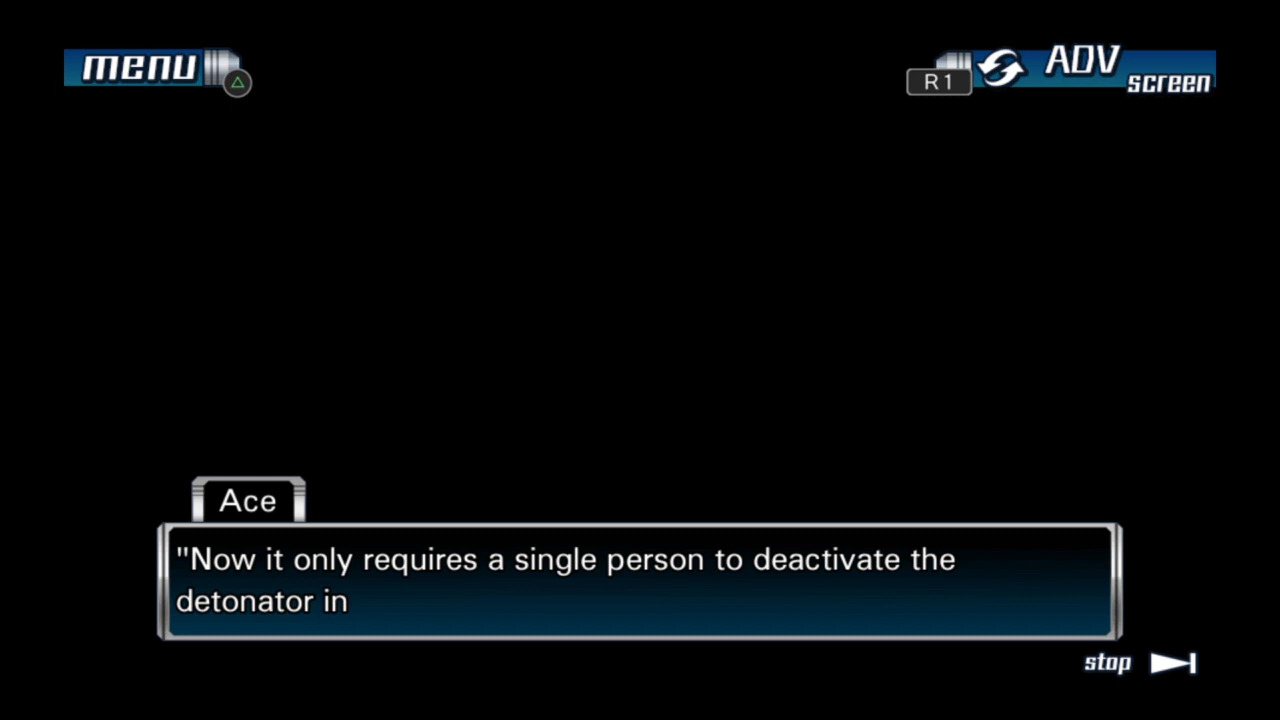 menu
R1
ADV
screen
Ace
"Now it only requires a single person to deactivate the
detonator in
stop